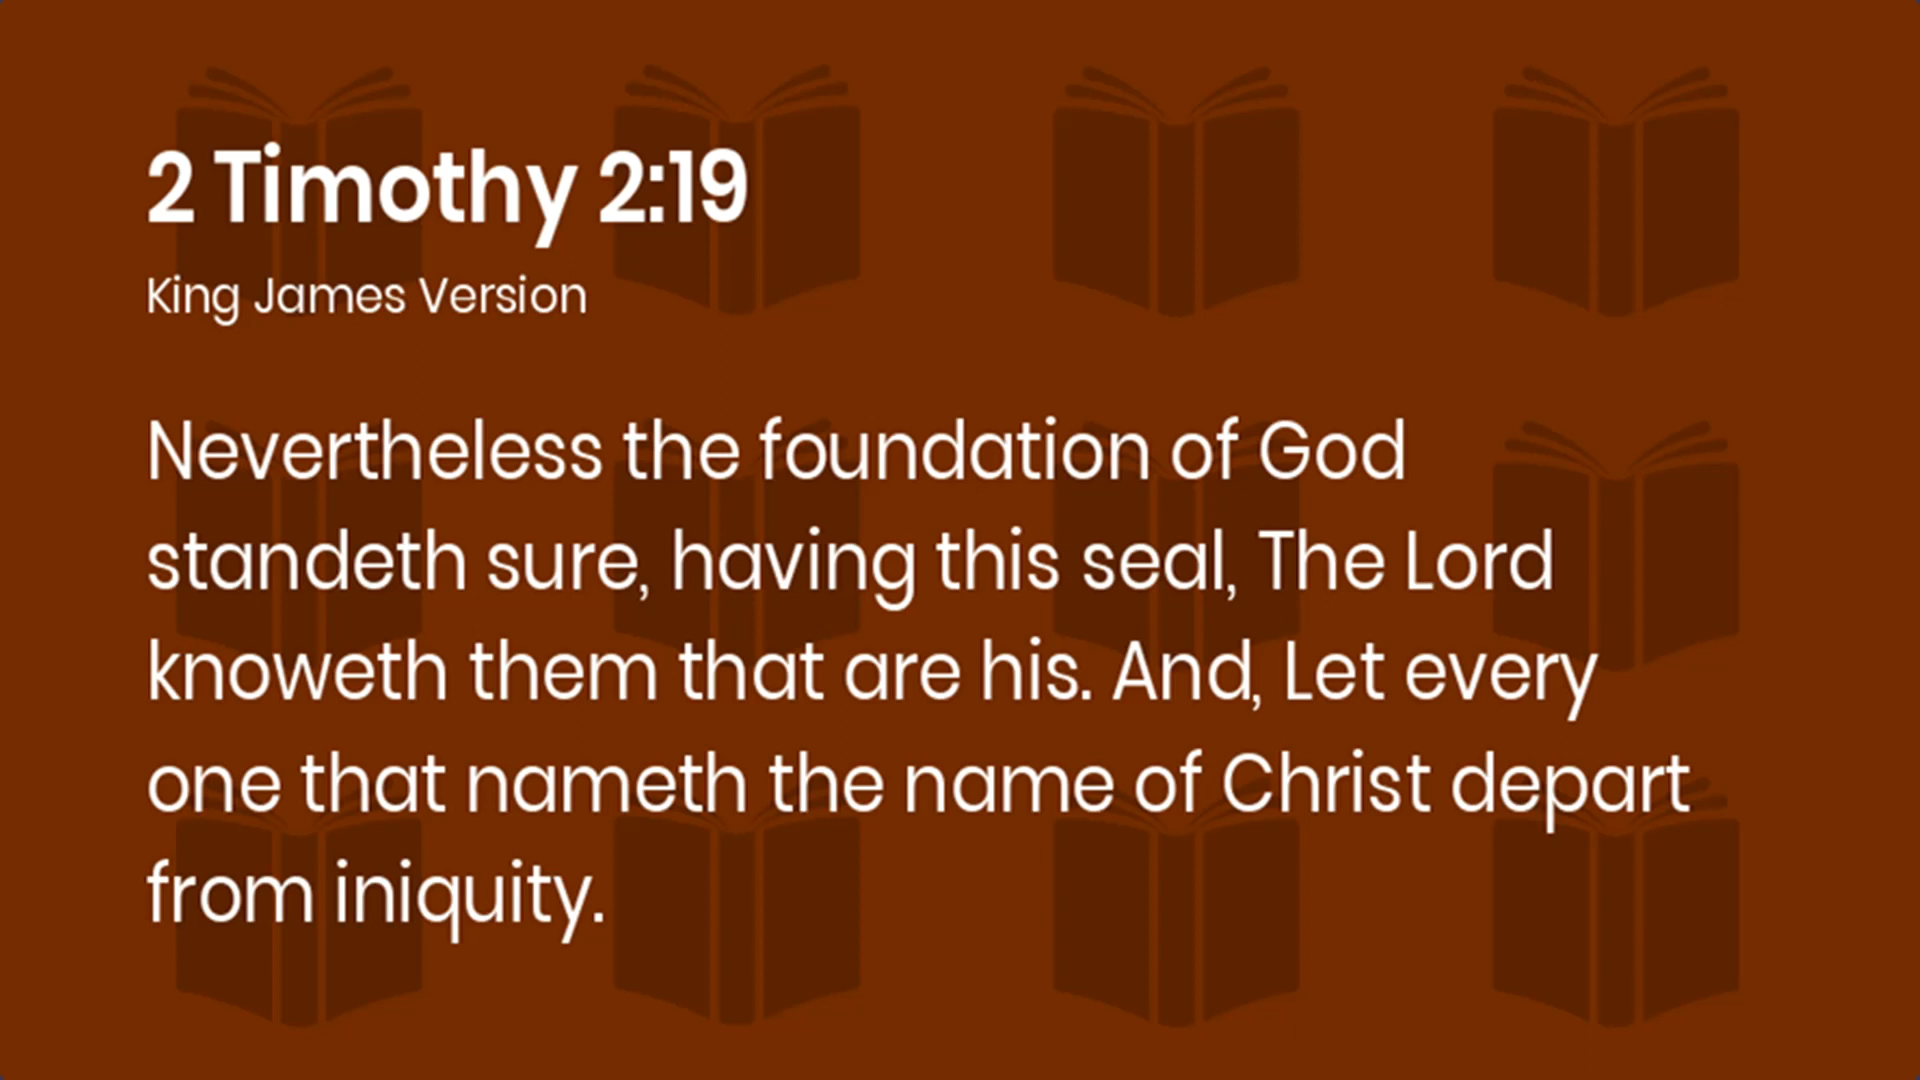 2 Timothy 2:19
King James Version
Nevertheless the foundation of God
standeth sure, having this seal, The Lord
knoweth them that are his. And, Let every
one that nameth the name of Christ depart
from iniquity.